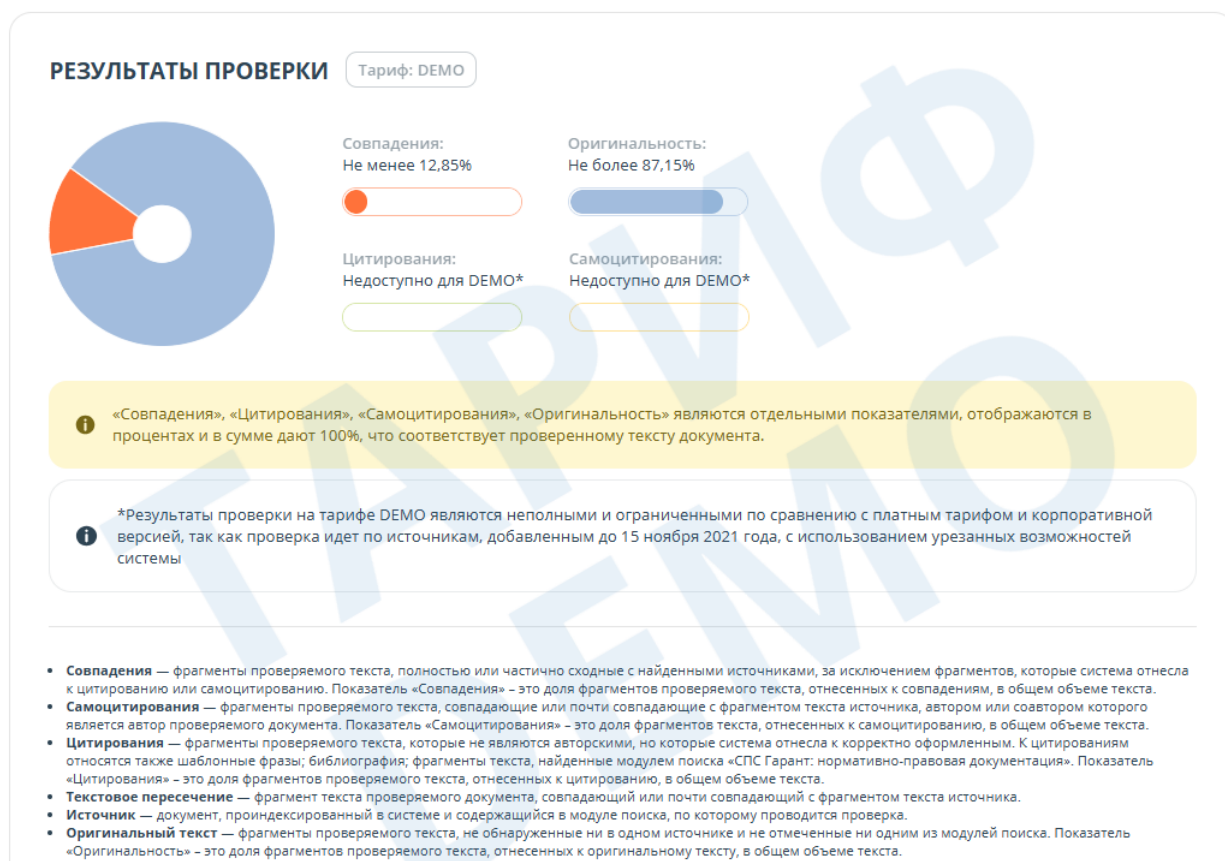 РЕЗУЛЬТАТЫ ПРОВЕРКИ Тариф: DEMO
Совпадения: Оригинальность:
Не менее 12,85% Не более 87,15%
Цитирования: Самоцитирования:
Недоступно для DEMO* Недоступно для DEMO*
«Совпадения», «Цитирования», «Самоцитирования», «Оригинальность» являются отдельными показателями, отображаются в
процентах и в сумме дают 100%, что соответствует проверенному тексту документа.
*Результаты проверки на тарифе DEMO являются неполными и ограниченными по сравнению с платным тарифом и корпоративной
версией, так как проверка идет по источникам, добавленным до 15 ноября 2021 года, с использованием урезанных возможностей
системы
• Совпадения — фрагменты проверяемого текста, полностью или частично сходные с найденными источниками, за исключением фрагментов, которые система отнесла
к цитированию или самоцитированию. Показатель «Совпадения» – это доля фрагментов проверяемого текста, отнесенных к совпадениям, в общем объеме текста.
• Самоцитирования — фрагменты проверяемого текста, совпадающие или почти совпадающие с фрагментом текста источника, автором или соавтором которого
является автор проверяемого документа. Показатель «Самоцитирования» – это доля фрагментов текста, отнесенных к самоцитированию, в общем объеме текста.
• Цитирования — фрагменты проверяемого текста, которые не являются авторскими, но которые система отнесла к корректно оформленным. К цитированиям
относятся также шаблонные фразы; библиография; фрагменты текста, найденные модулем поиска «СПС Гарант: нормативно-правовая документация». Показатель
«Цитирования» – это доля фрагментов проверяемого текста, отнесенных к цитированию, в общем объеме текста.
• Текстовое пересечение — фрагмент текста проверяемого документа, совпадающий или почти совпадающий с фрагментом текста источника.
• Источник — документ, проиндексированный в системе и содержащийся в модуле поиска, по которому проводится проверка.
• Оригинальный текст — фрагменты проверяемого текста, не обнаруженные ни в одном источнике и не отмеченные ни одним из модулей поиска. Показатель
«Оригинальность» – это доля фрагментов проверяемого текста, отнесенных к оригинальному тексту, в общем объеме текста.
ТАРИФ
DEMO